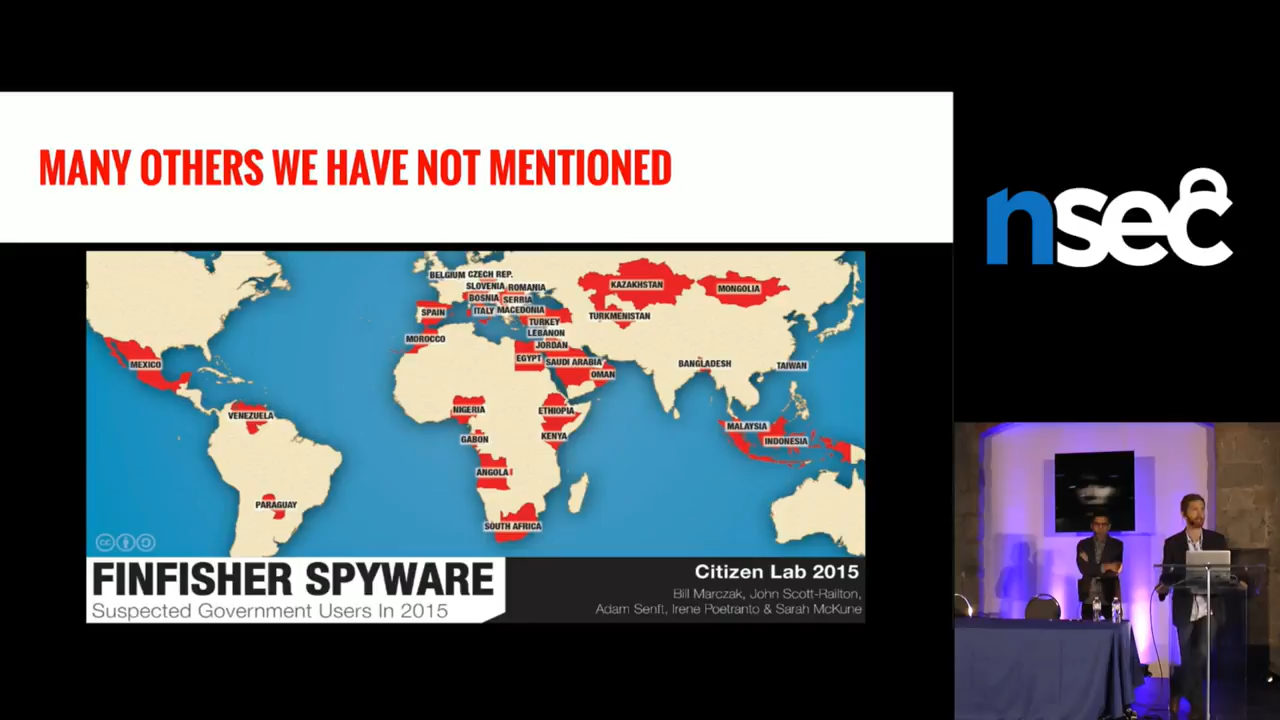 MANY OTHERS WE HAVE NOT MENTIONED
nsec
BELGIUM CZECH REP.
SLOVENIA ROMANIA
BOSNIA SERBIA
SPAIN ITALY MACEDONIA
TURKEY
MOROCCO LEBANON
JORDAN
EGYPT SAUDI ARABIA
OMAN
KAZAKHSTAN
MONGOLIA
TURKMENISTAN
BANGLADESH
TAIWAN
MEXICO
VENEZUELA
NIGERIA
ETHIOPIA
GABON
KENYA
MALAYSIA
INDONESIA
ANGOLA
PARAGUAY
SOUTH AFRICA
cc
FINFISHER SPYWARE
Suspected Government Users In 2015
Citizen Lab 2015
Bill Marczak, John Scott-Railton,
Adam Senft, Irene Poetranto & Sarah McKune